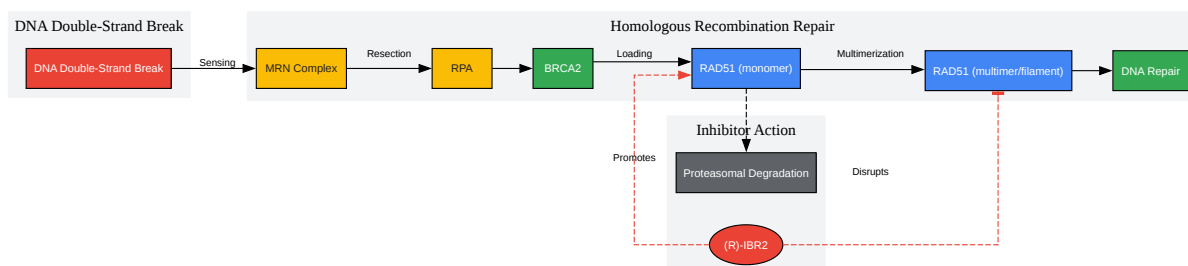 DNA Double-Strand Break
Homologous Recombination Repair
DNA Double-Strand Break
Sensing
MRN Complex
Resection
RPA
BRCA2
Loading
RAD51 (monomer)
Multimerization
RAD51 (multimer/filament)
DNA Repair
Inhibitor Action
Promotes
Proteasomal Degradation
Disrupts
(R)-IBR2